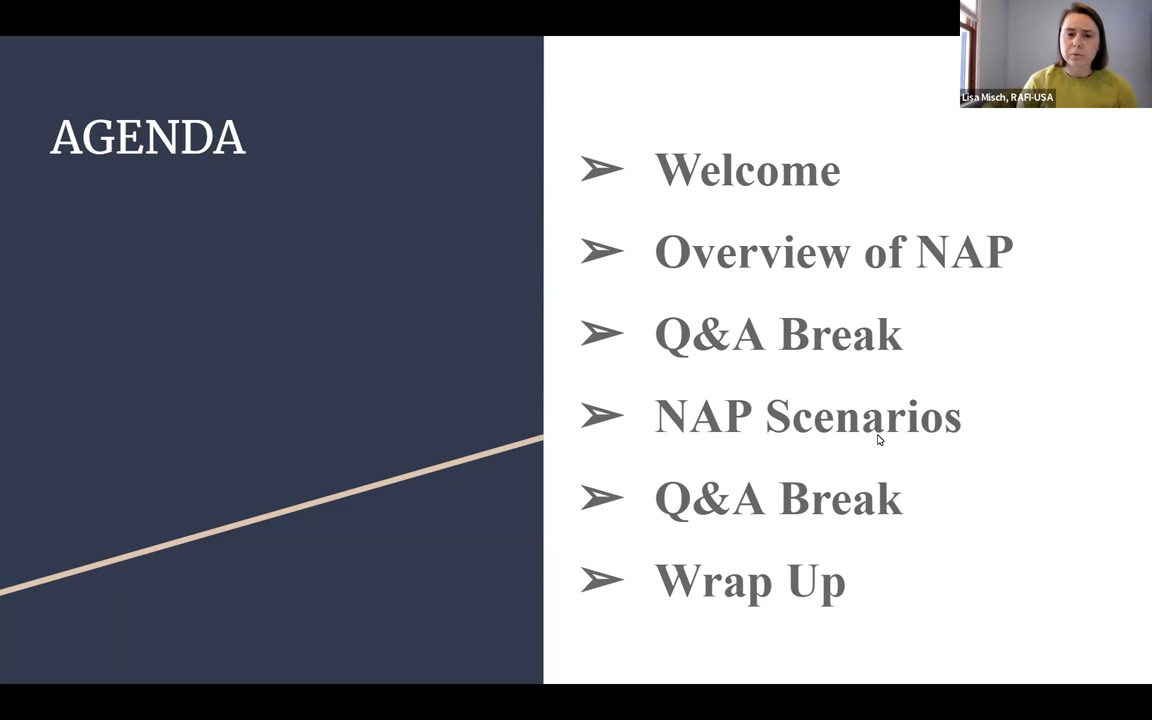 Lisa Misch, RAFI-USA
AGENDA
➢ Welcome
➢ Overview of NAP
➢ Q&A Break
➢ NAP Scenarios
➢ Q&A Break
➢ Wrap Up